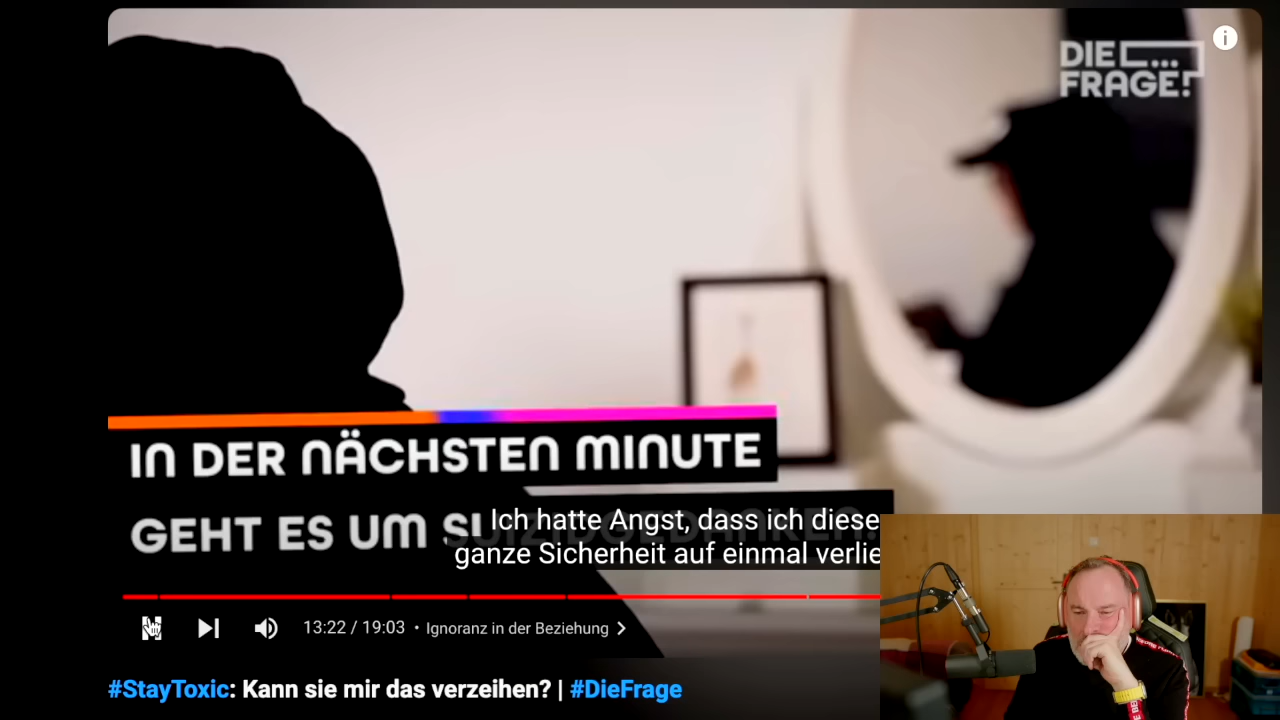 DIE ...
FRAGE!
i
IN DER NÄCHSTEN MINUTE
GEHT ES UM
Ich hatte Angst, dass ich diese
ganze Sicherheit auf einmal verlie
13:22 / 19:03 • Ignoranz in der Beziehung
#StayToxic: Kann sie mir das verzeihen? | #DieFrage